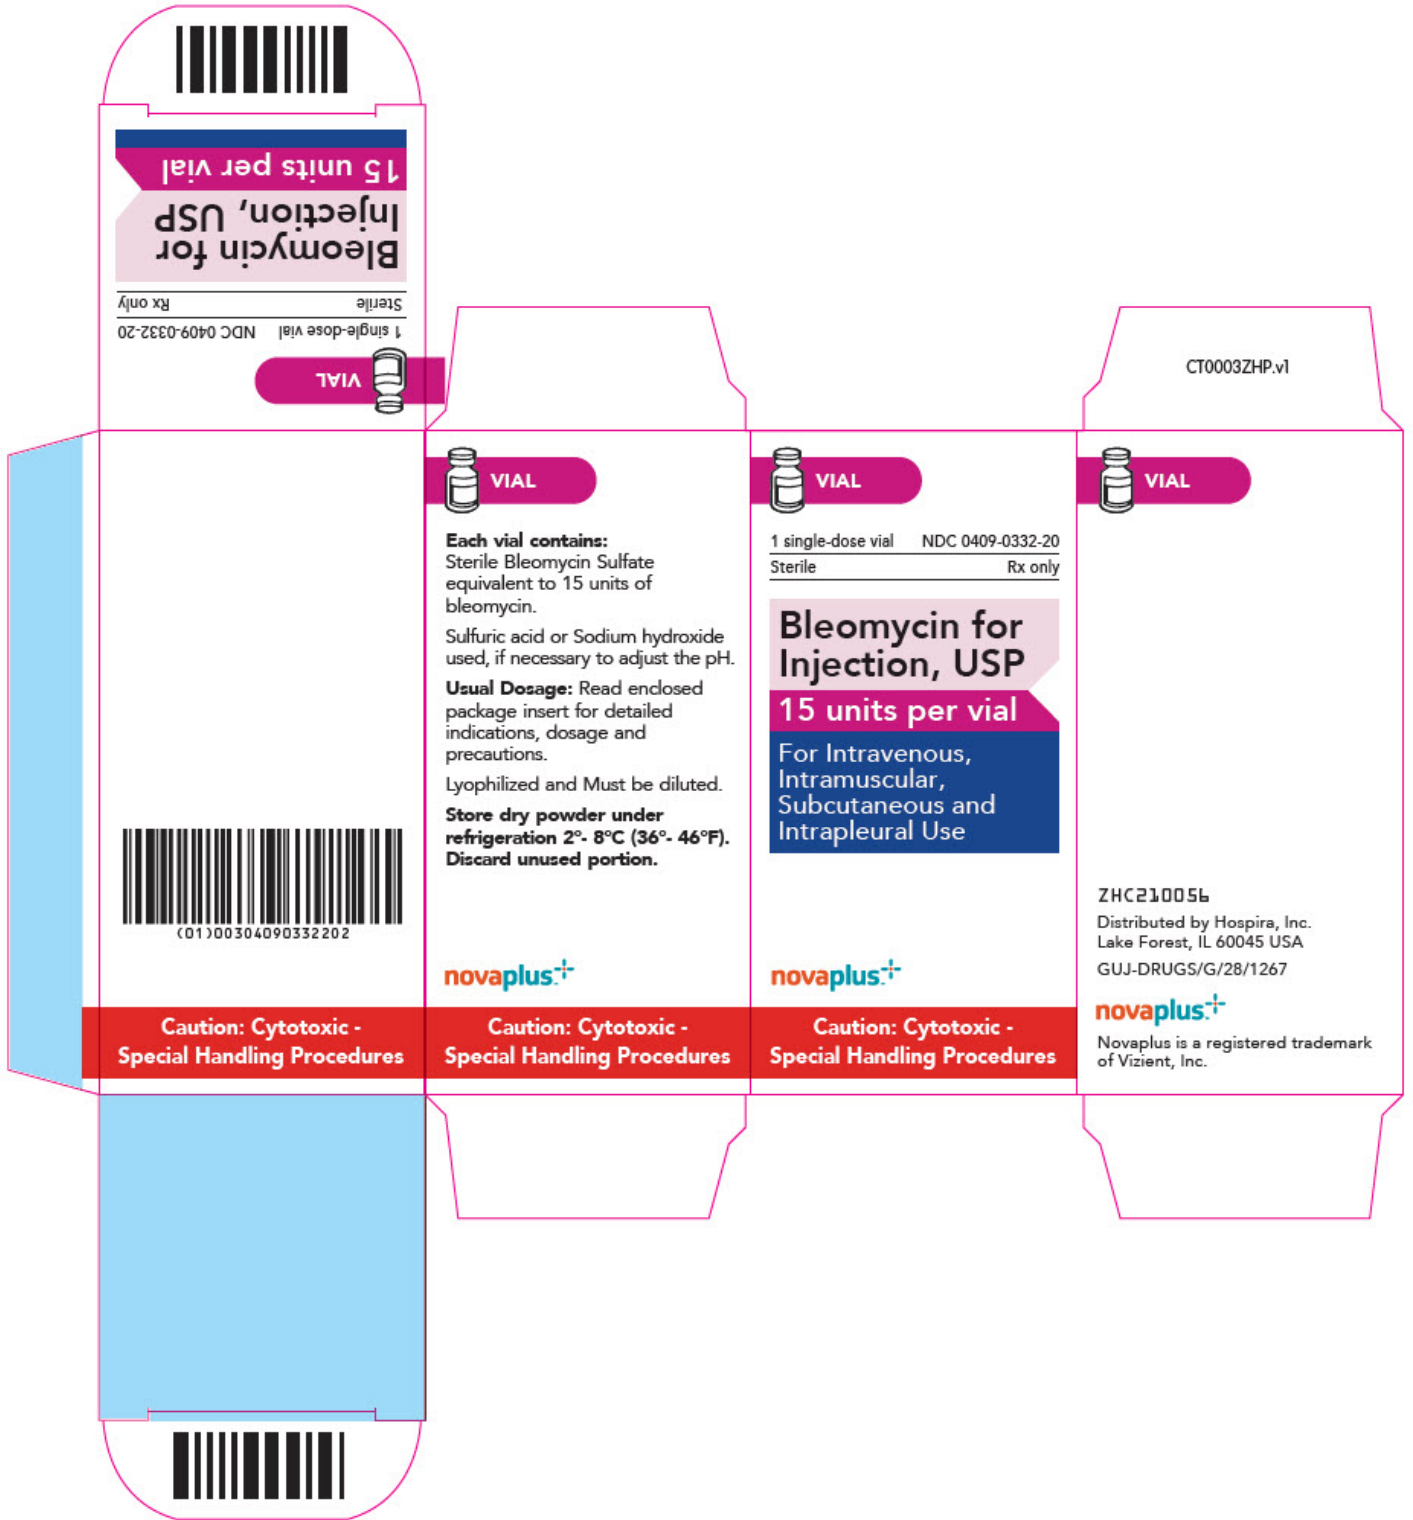 VIAL
1 single-dose vial NDC 0409-0332-20
Sterile Rx only
Bleomycin for
Injection, USP
15 units per vial
CT0003ZHP.v1
(01)00304090332202
Caution: Cytotoxic -
Special Handling Procedures
VIAL
Each vial contains:
Sterile Bleomycin Sulfate
equivalent to 15 units of
bleomycin.
Sulfuric acid or Sodium hydroxide
used, if necessary to adjust the pH.
Usual Dosage: Read enclosed
package insert for detailed
indications, dosage and
precautions.
Lyophilized and Must be diluted.
Store dry powder under
refrigeration 2º- 8ºC (36º- 46ºF).
Discard unused portion.
novaplus™
Caution: Cytotoxic -
Special Handling Procedures
VIAL
1 single-dose vial NDC 0409-0332-20
Sterile Rx only
Bleomycin for
Injection, USP
15 units per vial
For Intravenous,
Intramuscular,
Subcutaneous and
Intrapleural Use
novaplus™
Caution: Cytotoxic -
Special Handling Procedures
VIAL
ZHC210056
Distributed by Hospira, Inc.
Lake Forest, IL 60045 USA
GUJ-DRUGS/G/28/1267
novaplus™
Novaplus is a registered trademark
of Vizient, Inc.